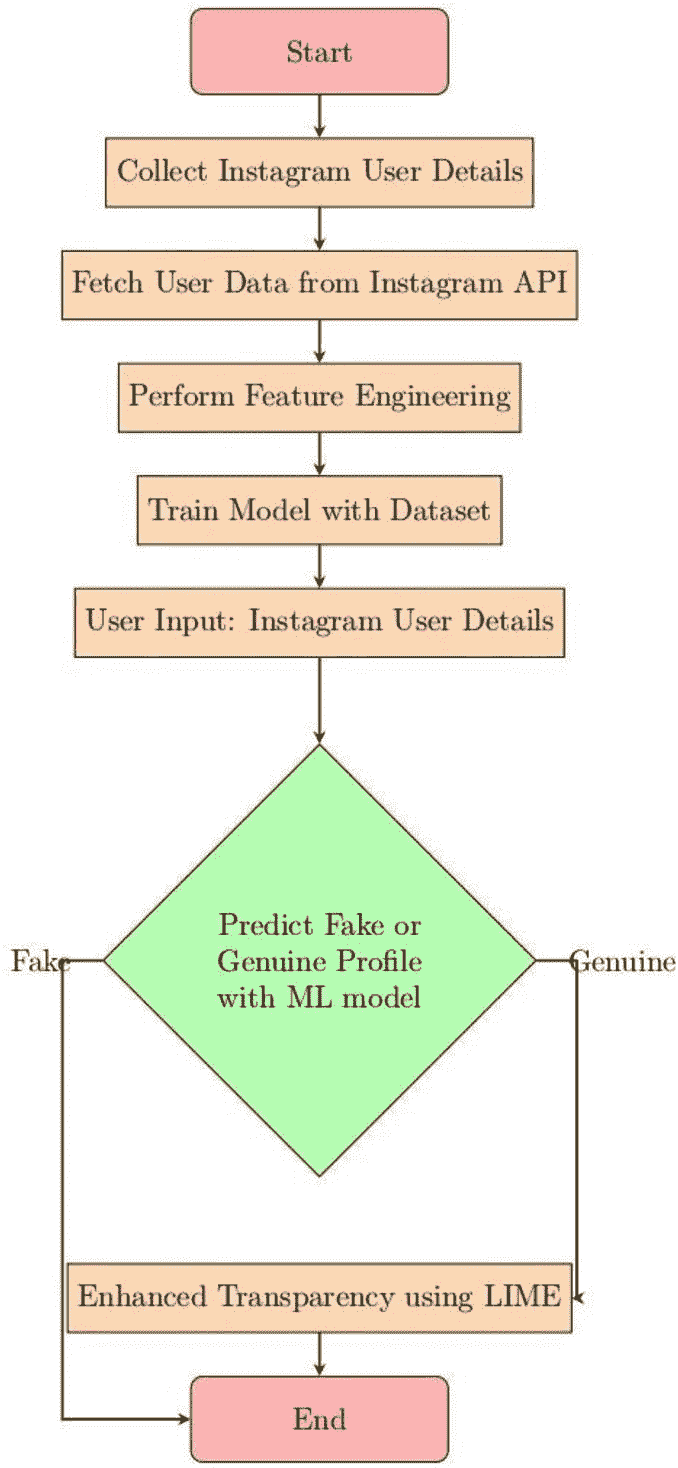 Start
Collect Instagram User Details
Fetch User Data from Instagram API
Perform Feature Engineering
Train Model with Dataset
User Input: Instagram User Details
Predict Fake or
Genuine Profile
with ML model
Fake
Genuine
Enhanced Transparency using LIME
End